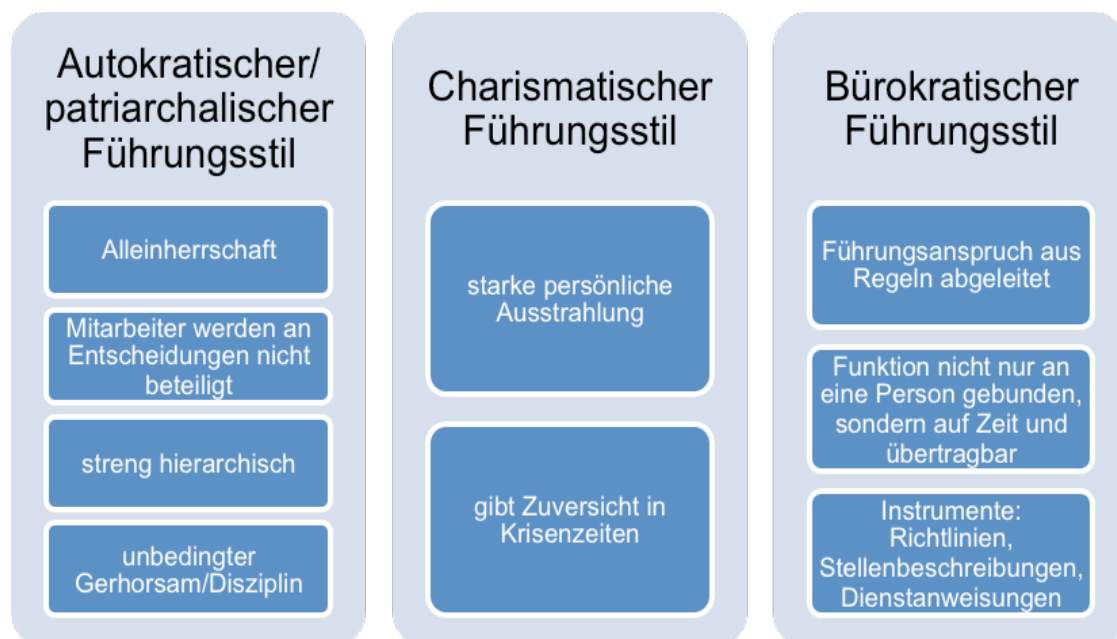 Autokratischer/
patriarchalischer
Führungsstil
Alleinherrschaft
Mitarbeiter werden an
Entscheidungen nicht
beteiligt
streng hierarchisch
unbedingter
Gerhorsam/Disziplin
Charismatischer
Führungsstil
starke persönliche
Ausstrahlung
gibt Zuversicht in
Krisenzeiten
Bürokratischer
Führungsstil
Führungsanspruch aus
Regeln abgeleitet
Funktion nicht nur an
eine Person gebunden,
sondern auf Zeit und
übertragbar
Instrumente:
Richtlinien,
Stellenbeschreibungen,
Dienstanweisungen